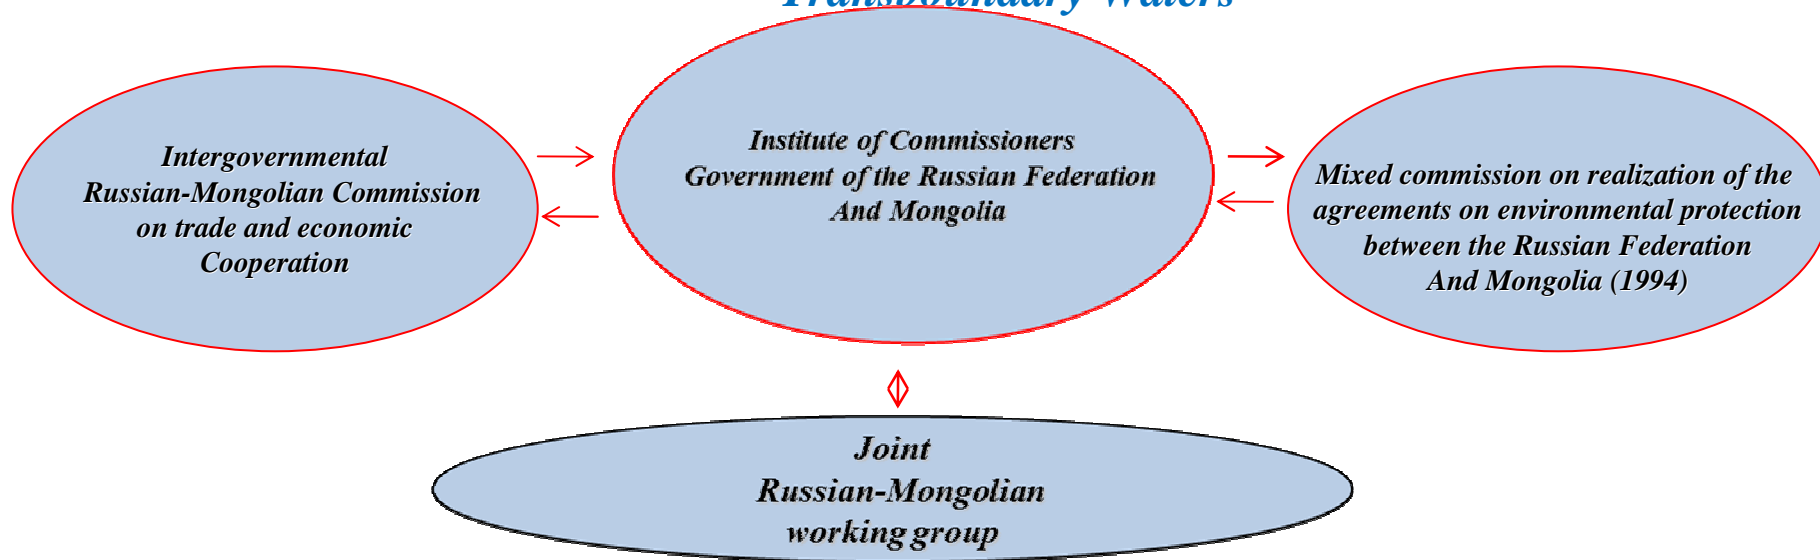 Transboundary Waters
Intergovernmental
Russian-Mongolian Commission
on trade and economic
Cooperation
Institute of Commissioners
Government of the Russian Federation
And Mongolia
Mixed commission on realization of the
agreements on environmental protection
between the Russian Federation
And Mongolia (1994)
Joint
Russian-Mongolian
working group